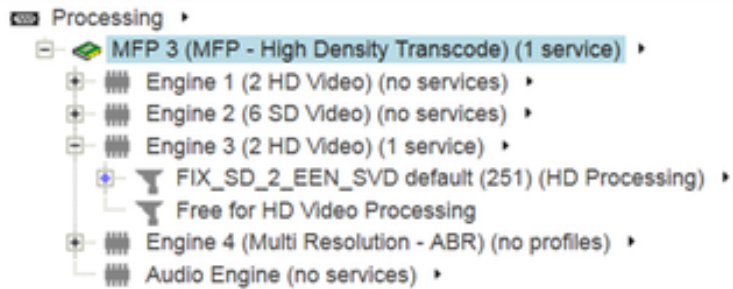 Processing
MFP 3 (MFP - High Density Transcode) (1 service)
Engine 1 (2 HD Video) (no services)
Engine 2 (6 SD Video) (no services)
Engine 3 (2 HD Video) (1 service)
FIX_SD_2_EEN_SVD default (251) (HD Processing)
Free for HD Video Processing
Engine 4 (Multi Resolution - ABR) (no profiles)
Audio Engine (no services)